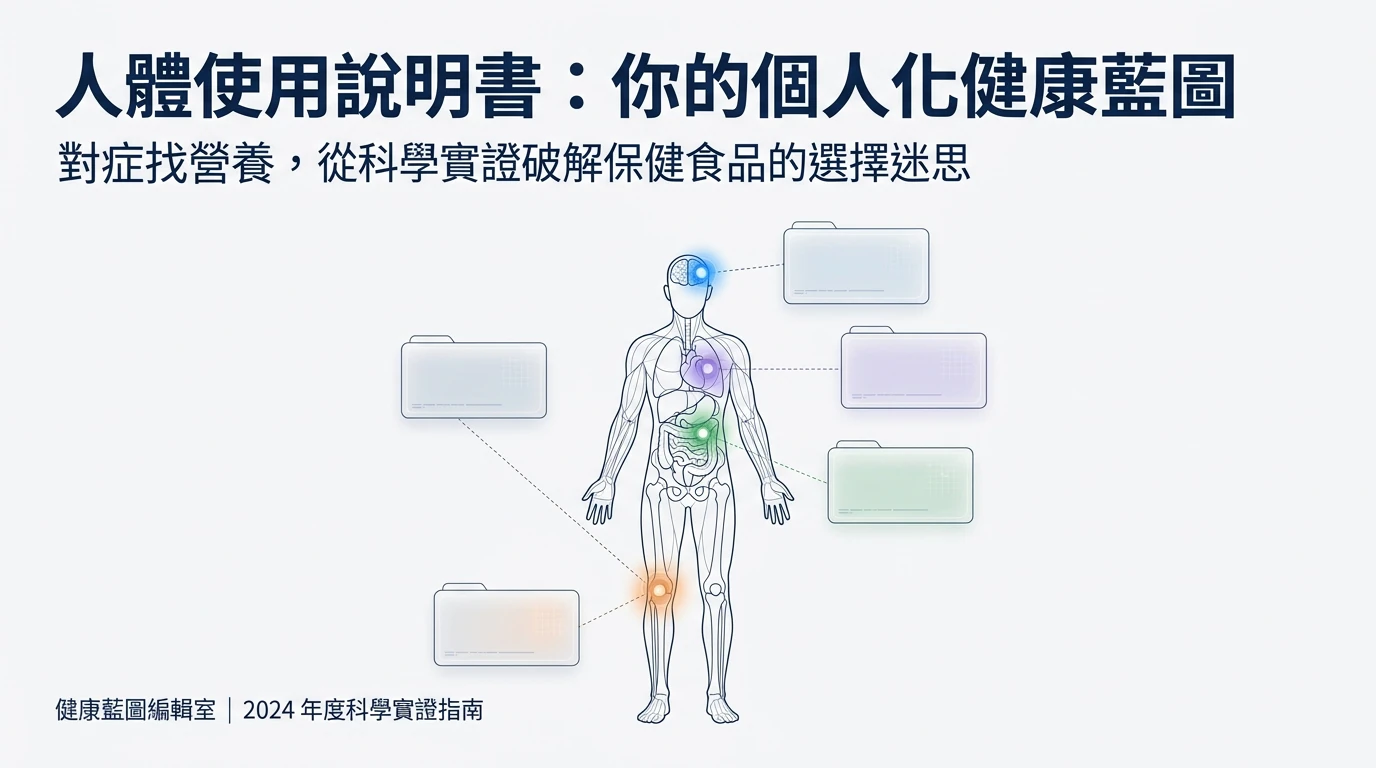 人體使用說明書：你的個人化健康藍圖
對症找營養，從科學實證破解保健食品的選擇迷思
健康藍圖編輯室｜2024 年度科學實證指南